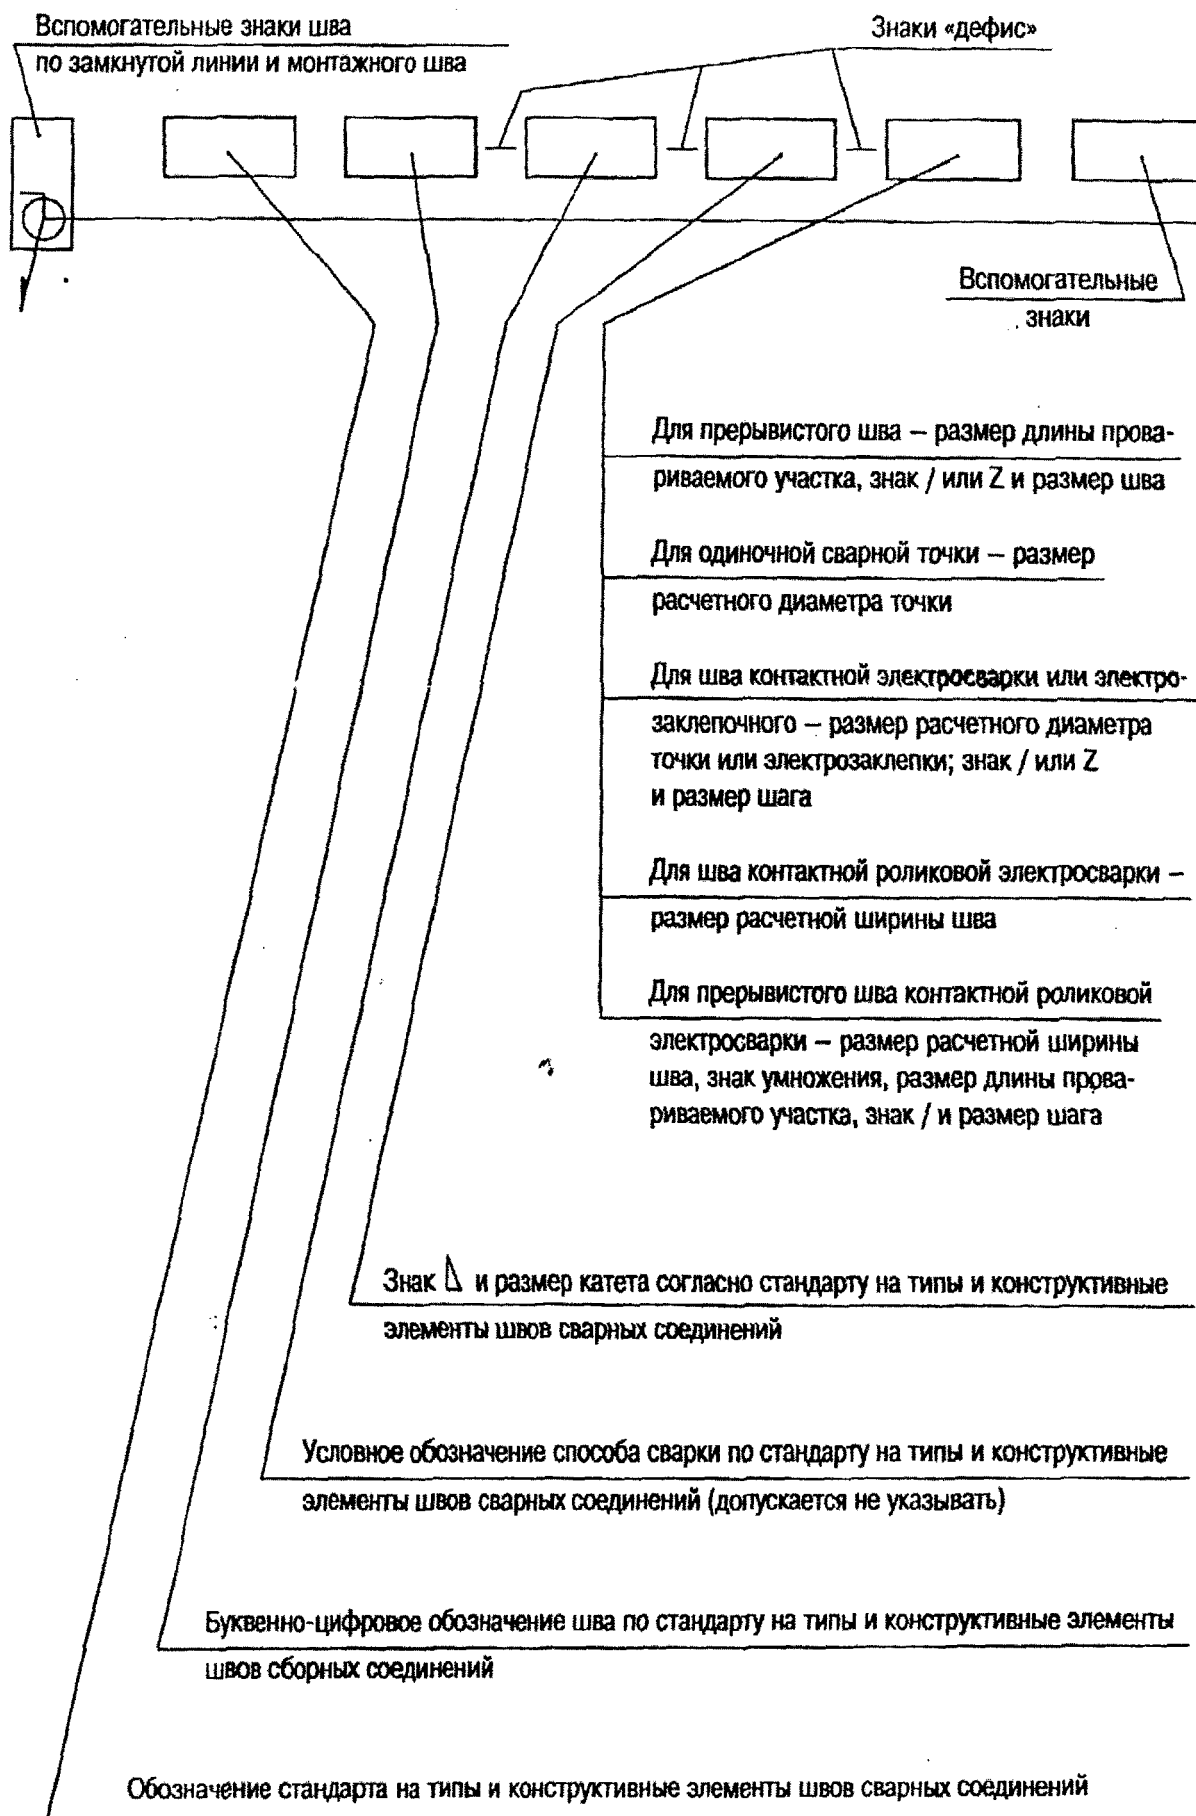 Вспомогательные знаки шва
по замкнутой линии и монтажного шва
Знаки «дефис»
Вспомогательные
знаки
Для прерывистого шва – размер длины прова-
риваемого участка, знак / или Z и размер шва
Для одиночной сварной точки – размер
расчетного диаметра точки
Для шва контактной электросварки или электро-
заклепочного – размер расчетного диаметра
точки или электрозаклепки; знак / или Z
и размер шага
Для шва контактной роликовой электросварки –
размер расчетной ширины шва
Для прерывистого шва контактной роликовой
электросварки – размер расчетной ширины
шва, знак умножения, размер длины прова-
риваемого участка, знак / и размер шага
Знак и размер катета согласно стандарту на типы и конструктивные
элементы швов сварных соединений
Условное обозначение способа сварки по стандарту на типы и конструктивные
элементы швов сварных соединений (допускается не указывать)
Буквенно-цифровое обозначение шва по стандарту на типы и конструктивные элементы
швов сборных соединений
Обозначение стандарта на типы и конструктивные элементы швов сварных соединений